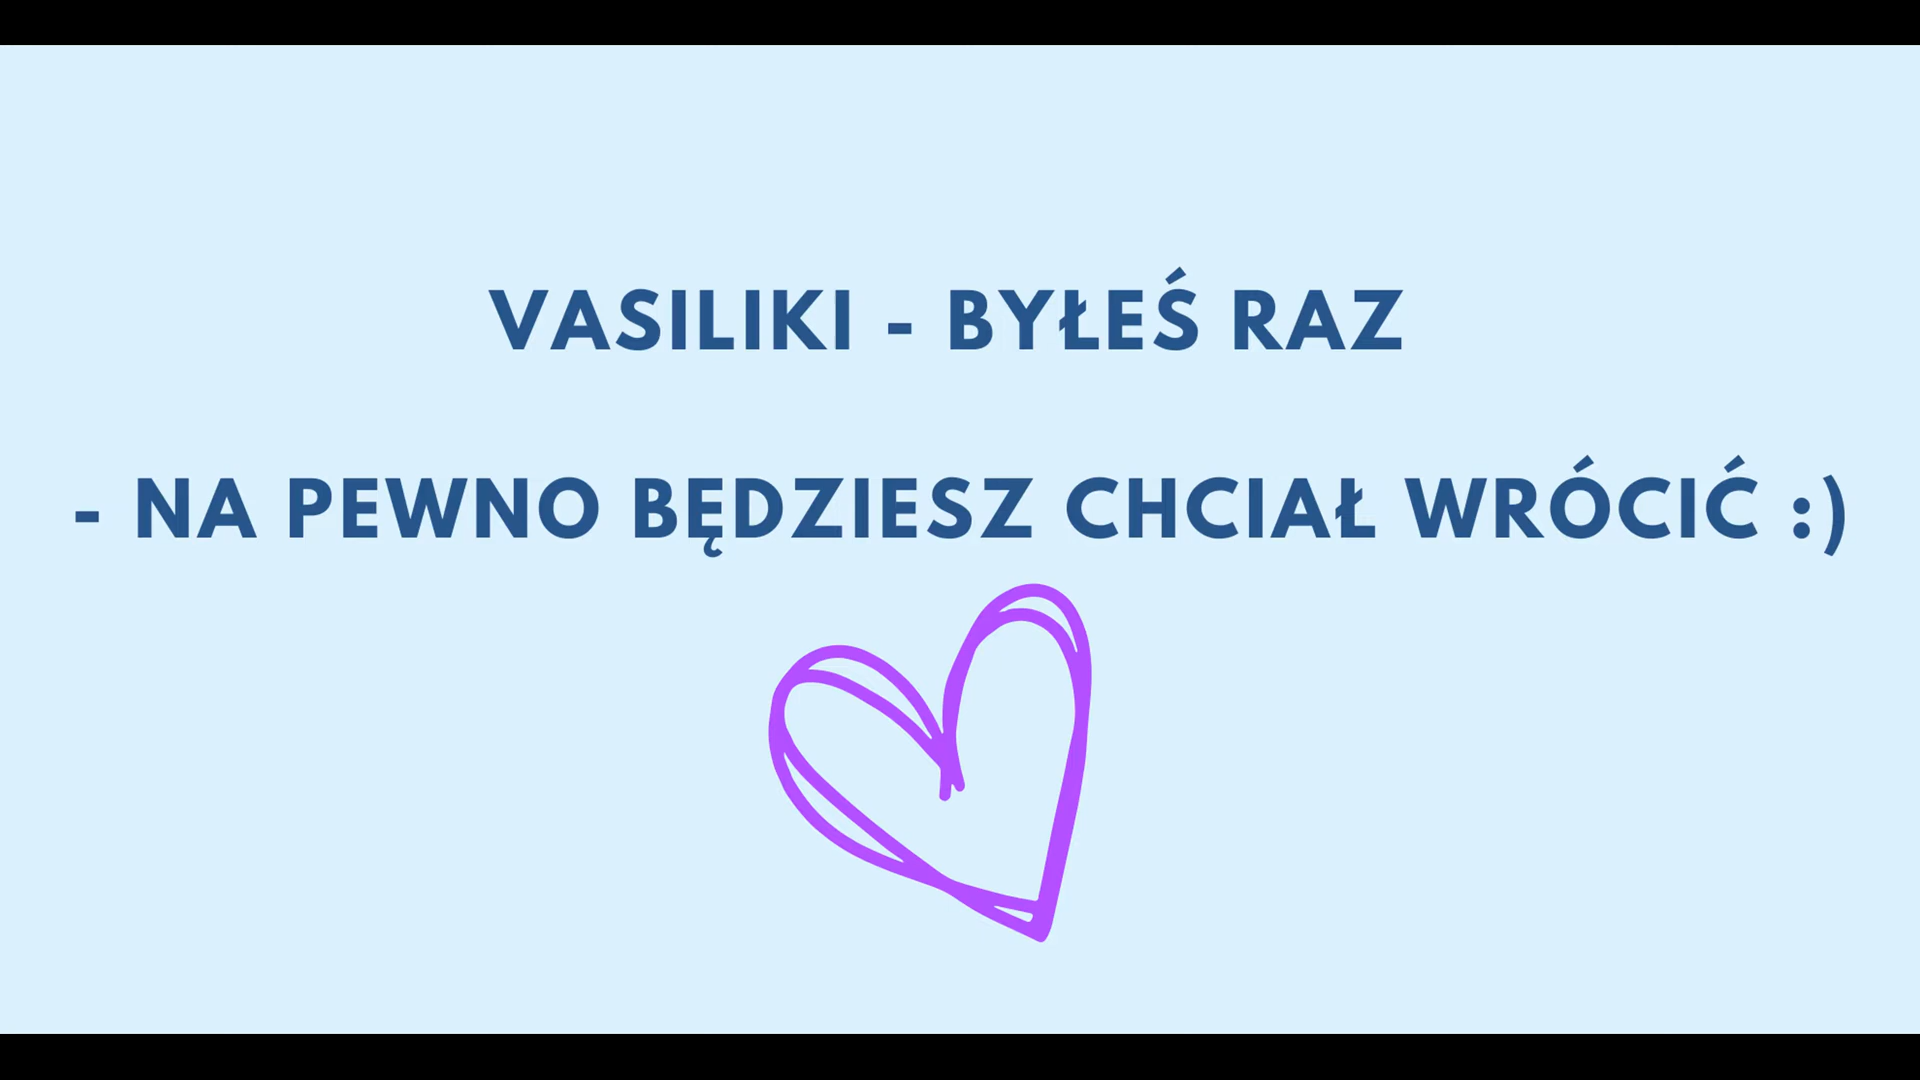 VASILIKI - BYŁEŚ RAZ
- NA PEWNO BĘDZIESZ CHCIAŁ WRÓCIĆ :)